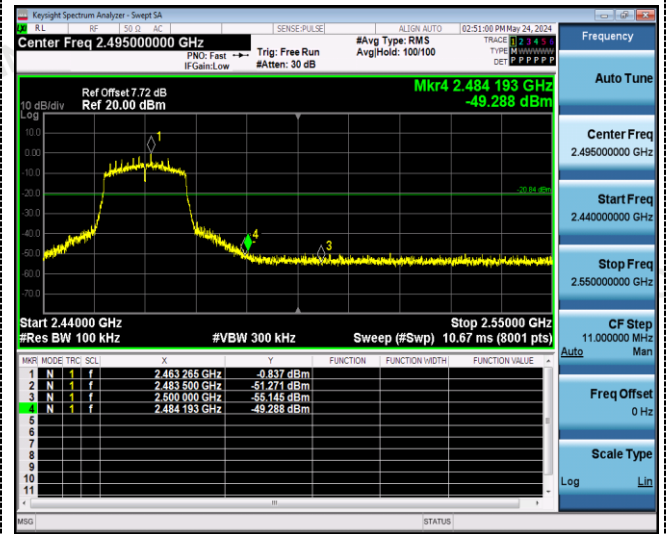 Keysight Spectrum Analyzer - Swept SA
RL RF 50 Ω AC SENSE:PULSE ALIGN AUTO 02:51:00 PM May 24, 2024
Center Freq 2.495000000 GHz
PNO: Fast
IFGain:Low
Trig: Free Run
#Atten: 30 dB
#Avg Type: RMS
Avg|Hold: 100/100
TRACE 1 2 3 4 5 6
TYPE M WWWWW
DET P P P P P P
Mkr4 2.484 193 GHz
-49.288 dBm
Ref Offset 7.72 dB
10 dB/div Ref 20.00 dBm
Log
10.0
0.00
-10.0
-20.0
-30.0
-40.0
-50.0
-60.0
-70.0
1
4
3
-20.84 dBm
Start 2.44000 GHz Stop 2.55000 GHz
#Res BW 100 kHz #VBW 300 kHz Sweep (#Swp) 10.67 ms (8001 pts)
MKR MODE TRC SCL X Y FUNCTION FUNCTION WIDTH FUNCTION VALUE
1 N 1 f 2.463 265 GHz -0.837 dBm
2 N 1 f 2.483 500 GHz -51.271 dBm
3 N 1 f 2.500 000 GHz -55.145 dBm
4 N 1 f 2.484 193 GHz -49.288 dBm
5
6
7
8
9
10
11
MSG STATUS
Frequency
Auto Tune
Center Freq
2.495000000 GHz
Start Freq
2.440000000 GHz
Stop Freq
2.550000000 GHz
CF Step
11.000000 MHz
Auto Man
Freq Offset
0 Hz
Scale Type
Log Lin